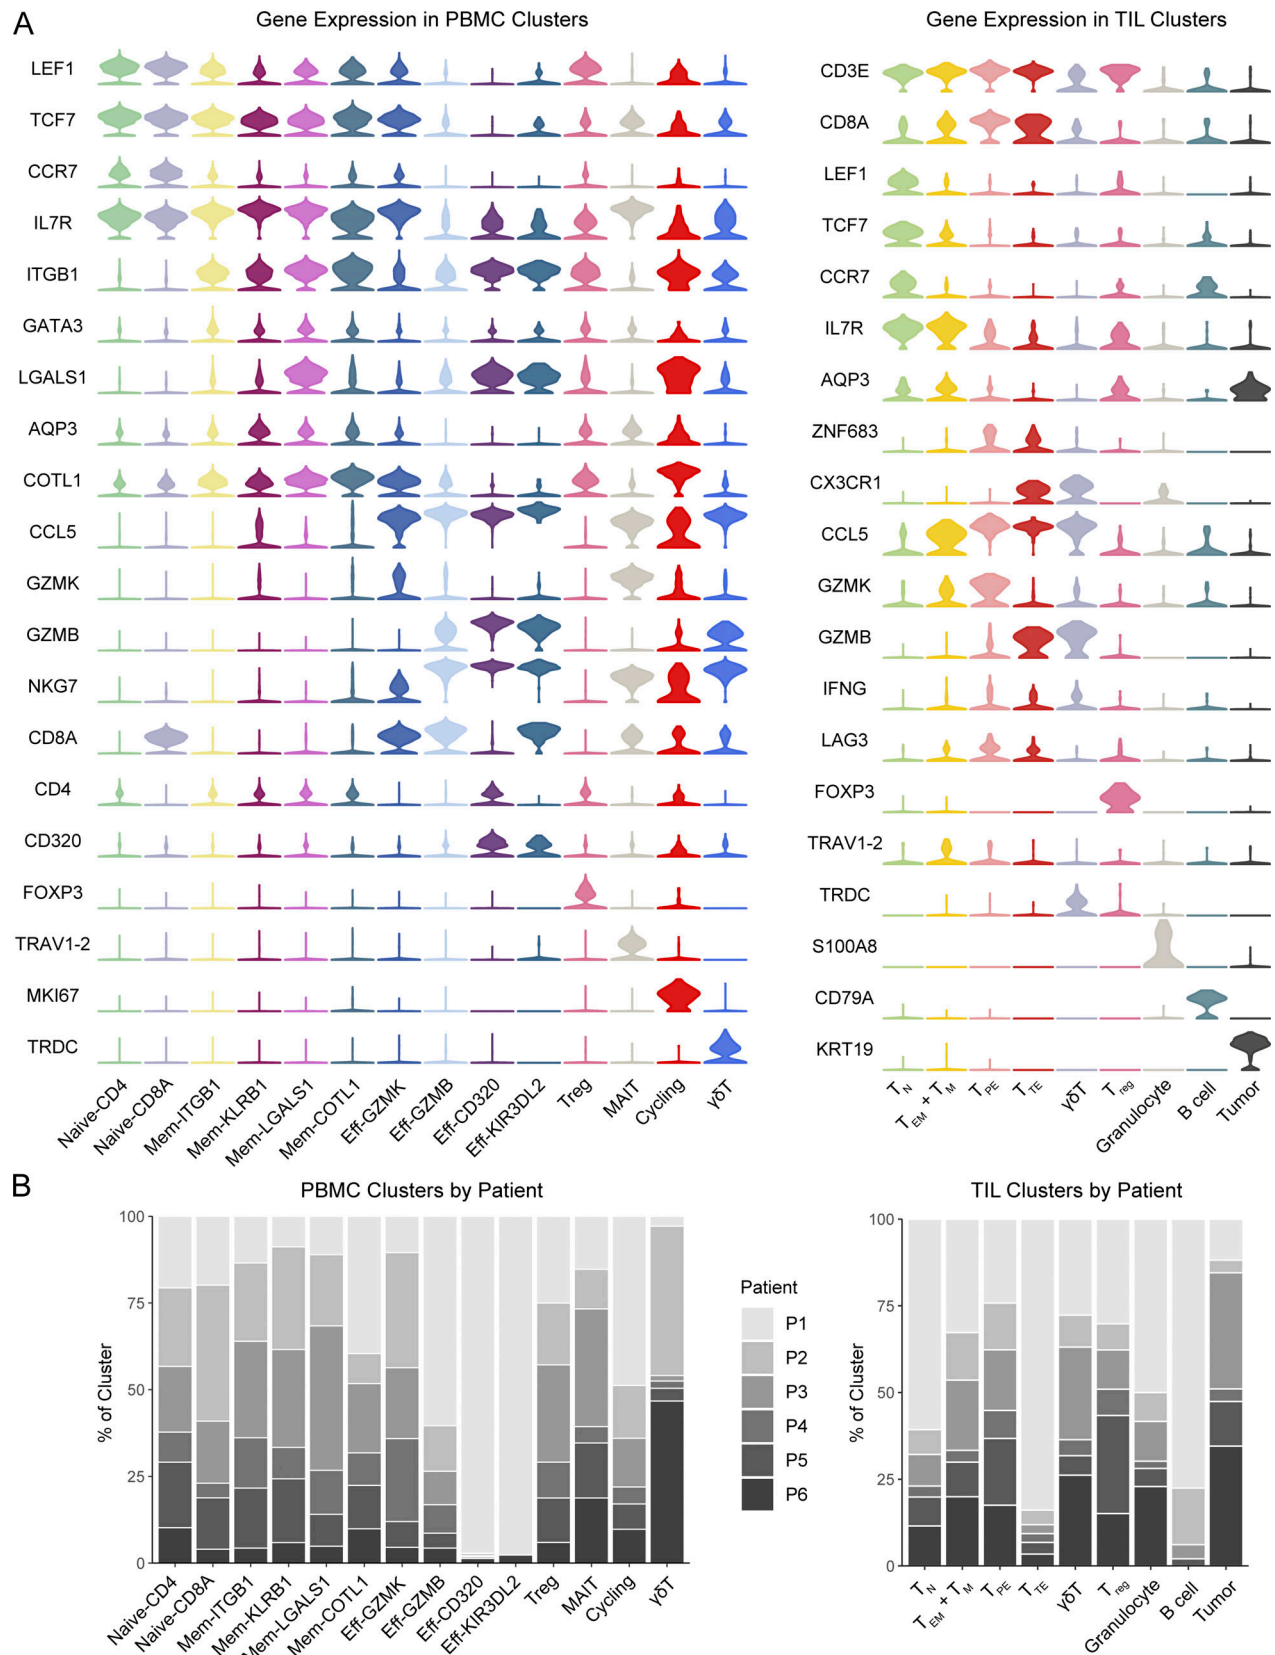 A
Gene Expression in PBMC Clusters
LEF1
TCF7
CCR7
IL7R
ITGB1
GATA3
LGALS1
AQP3
COTL1
CCL5
GZMK
GZMB
NKG7
CD8A
CD4
CD320
FOXP3
TRAV1-2
MKI67
TRDC
Naive-CD4
Naive-CD8A
Mem-ITGB1
Mem-KLRB1
Mem-LGALS1
Mem-COTL1
Eff-GZMK
Eff-GZMB
Eff-CD320
Eff-KIR3DL2
Treg
MAIT
Cycling
γδT
Gene Expression in TIL Clusters
CD3E
CD8A
LEF1
TCF7
CCR7
IL7R
AQP3
ZNF683
CX3CR1
CCL5
GZMK
GZMB
IFNG
LAG3
FOXP3
TRAV1-2
TRDC
S100A8
CD79A
KRT19
TN
TEM + TM
TPE
TTE
γδT
Treg
Granulocyte
B cell
Tumor
B
PBMC Clusters by Patient
% of Cluster
100
75
50
25
0
Naive-CD4
Naive-CD8A
Mem-ITGB1
Mem-KLRB1
Mem-LGALS1
Mem-COTL1
Eff-GZMK
Eff-GZMB
Eff-CD320
Eff-KIR3DL2
Treg
MAIT
Cycling
γδT
Patient
P1
P2
P3
P4
P5
P6
TIL Clusters by Patient
% of Cluster
100
75
50
25
0
TN
TEM + TM
TPE
TTE
γδT
Treg
Granulocyte
B cell
Tumor